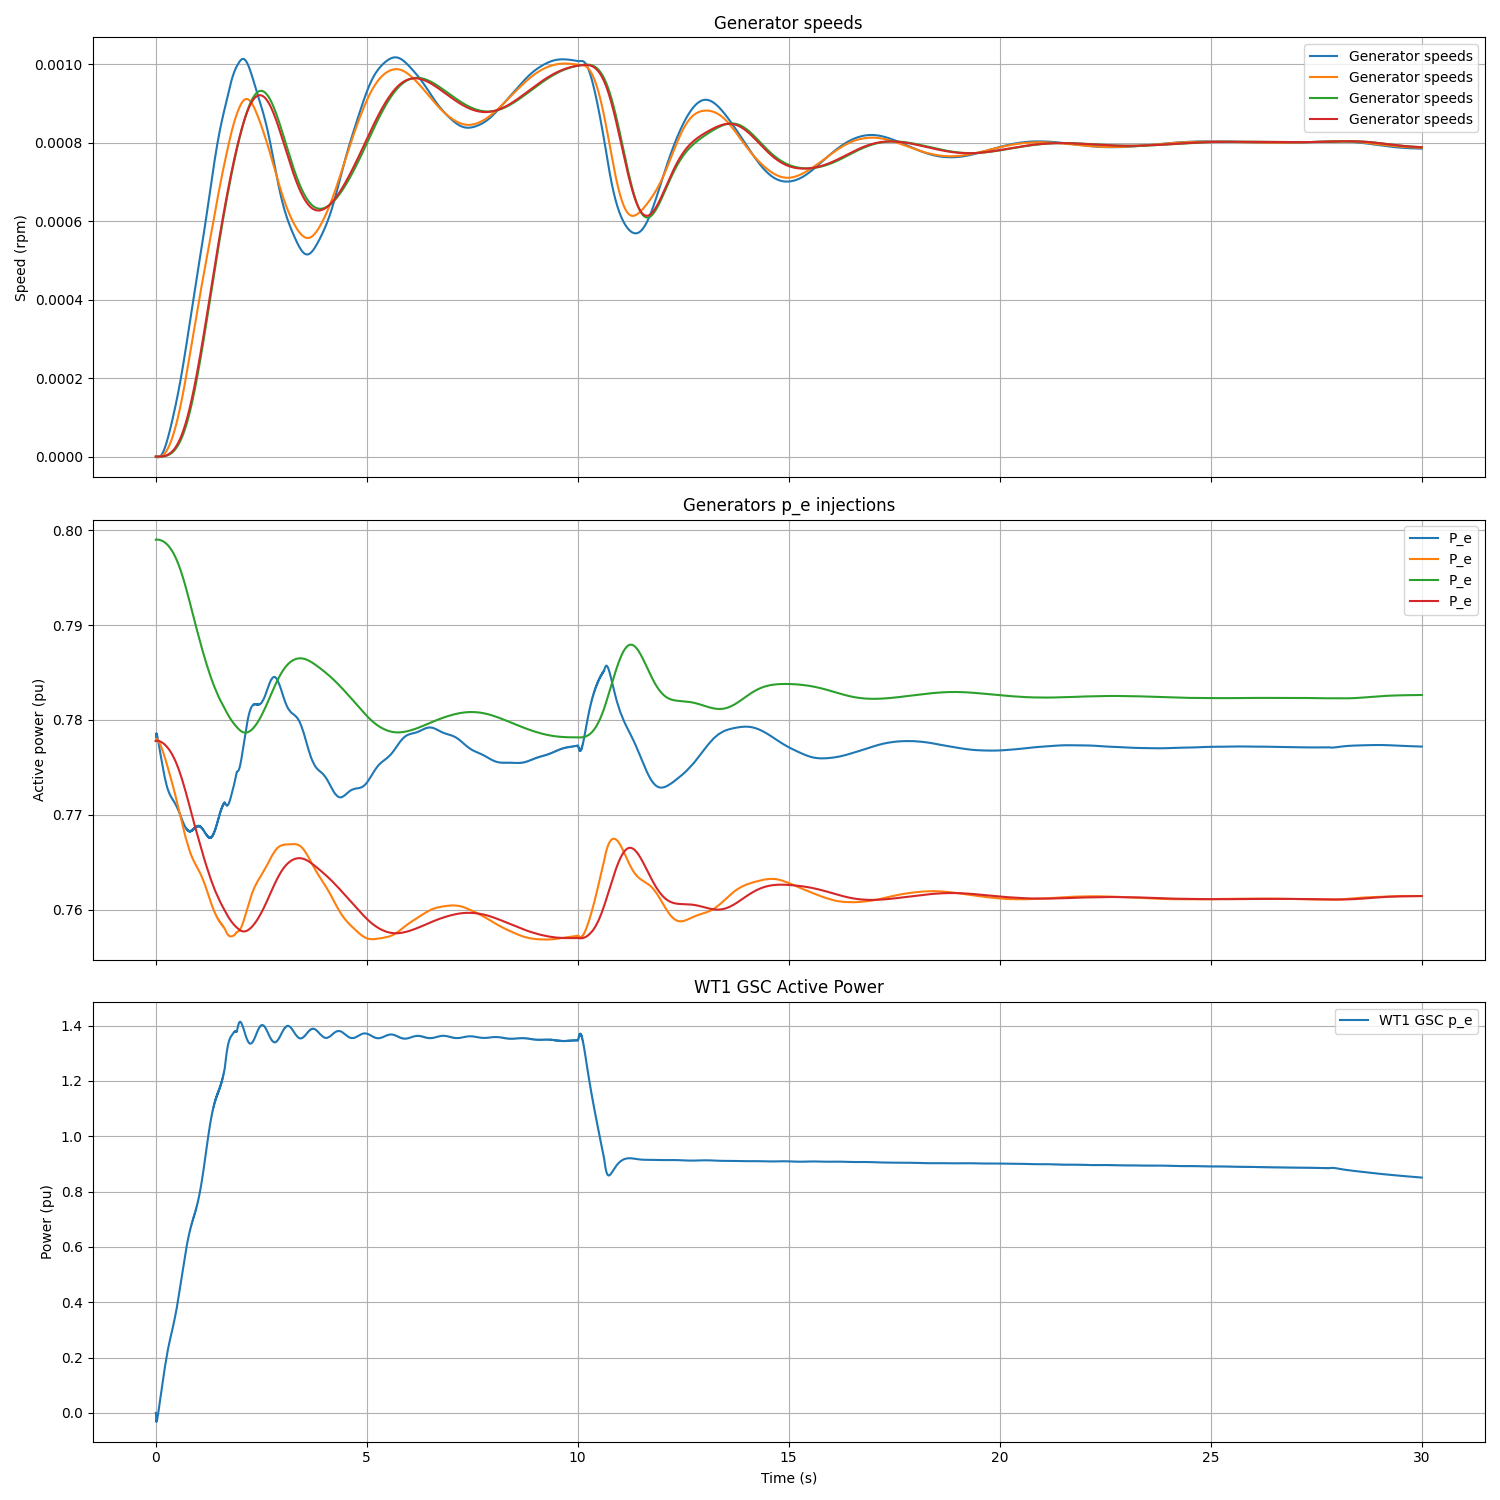 Generator speeds
0.0010
0.0008
0.0006
0.0004
0.0002
0.0000
Speed (rpm)
Generator speeds
Generator speeds
Generator speeds
Generator speeds
Generators p_e injections
0.80
0.79
0.78
0.77
0.76
Active power (pu)
P_e
P_e
P_e
P_e
WT1 GSC Active Power
1.4
1.2
1.0
0.8
0.6
0.4
0.2
0.0
Power (pu)
WT1 GSC p_e
0 5 10 15 20 25 30
Time (s)